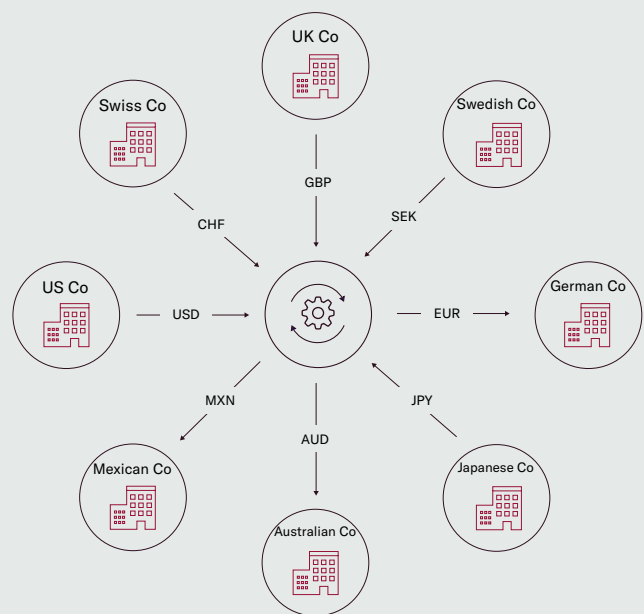 UK Co
Swiss Co
Swedish Co
GBP
CHF
SEK
US Co
USD
EUR
German Co
MXN
JPY
AUD
Mexican Co
Japanese Co
Australian Co